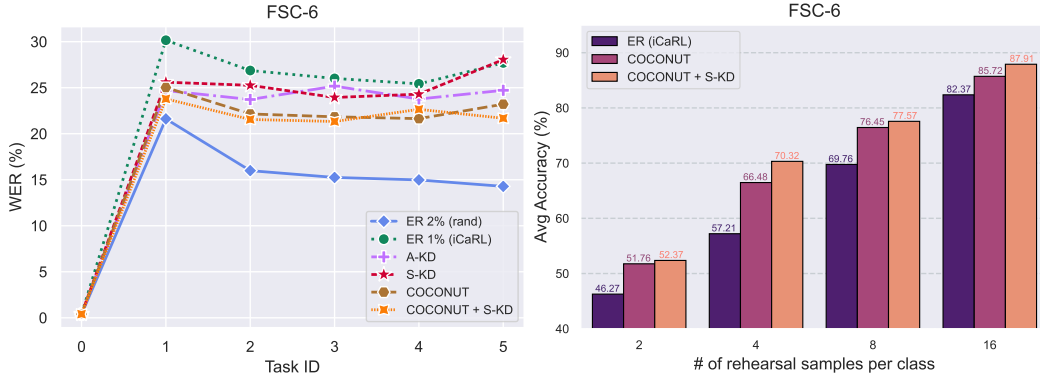 FSC-6
WER (%)
30
25
20
15
10
5
0
0 1 2 3 4 5
Task ID
ER 2% (rand)
ER 1% (iCaRL)
A-KD
S-KD
COCONUT
COCONUT + S-KD
FSC-6
Avg Accuracy (%)
90
80
70
60
50
40
ER (iCaRL)
COCONUT
COCONUT + S-KD
46.27 51.76 52.37
57.21 66.48 70.32
69.76 76.45 77.57
82.37 85.72 87.91
2 4 8 16
# of rehearsal samples per class